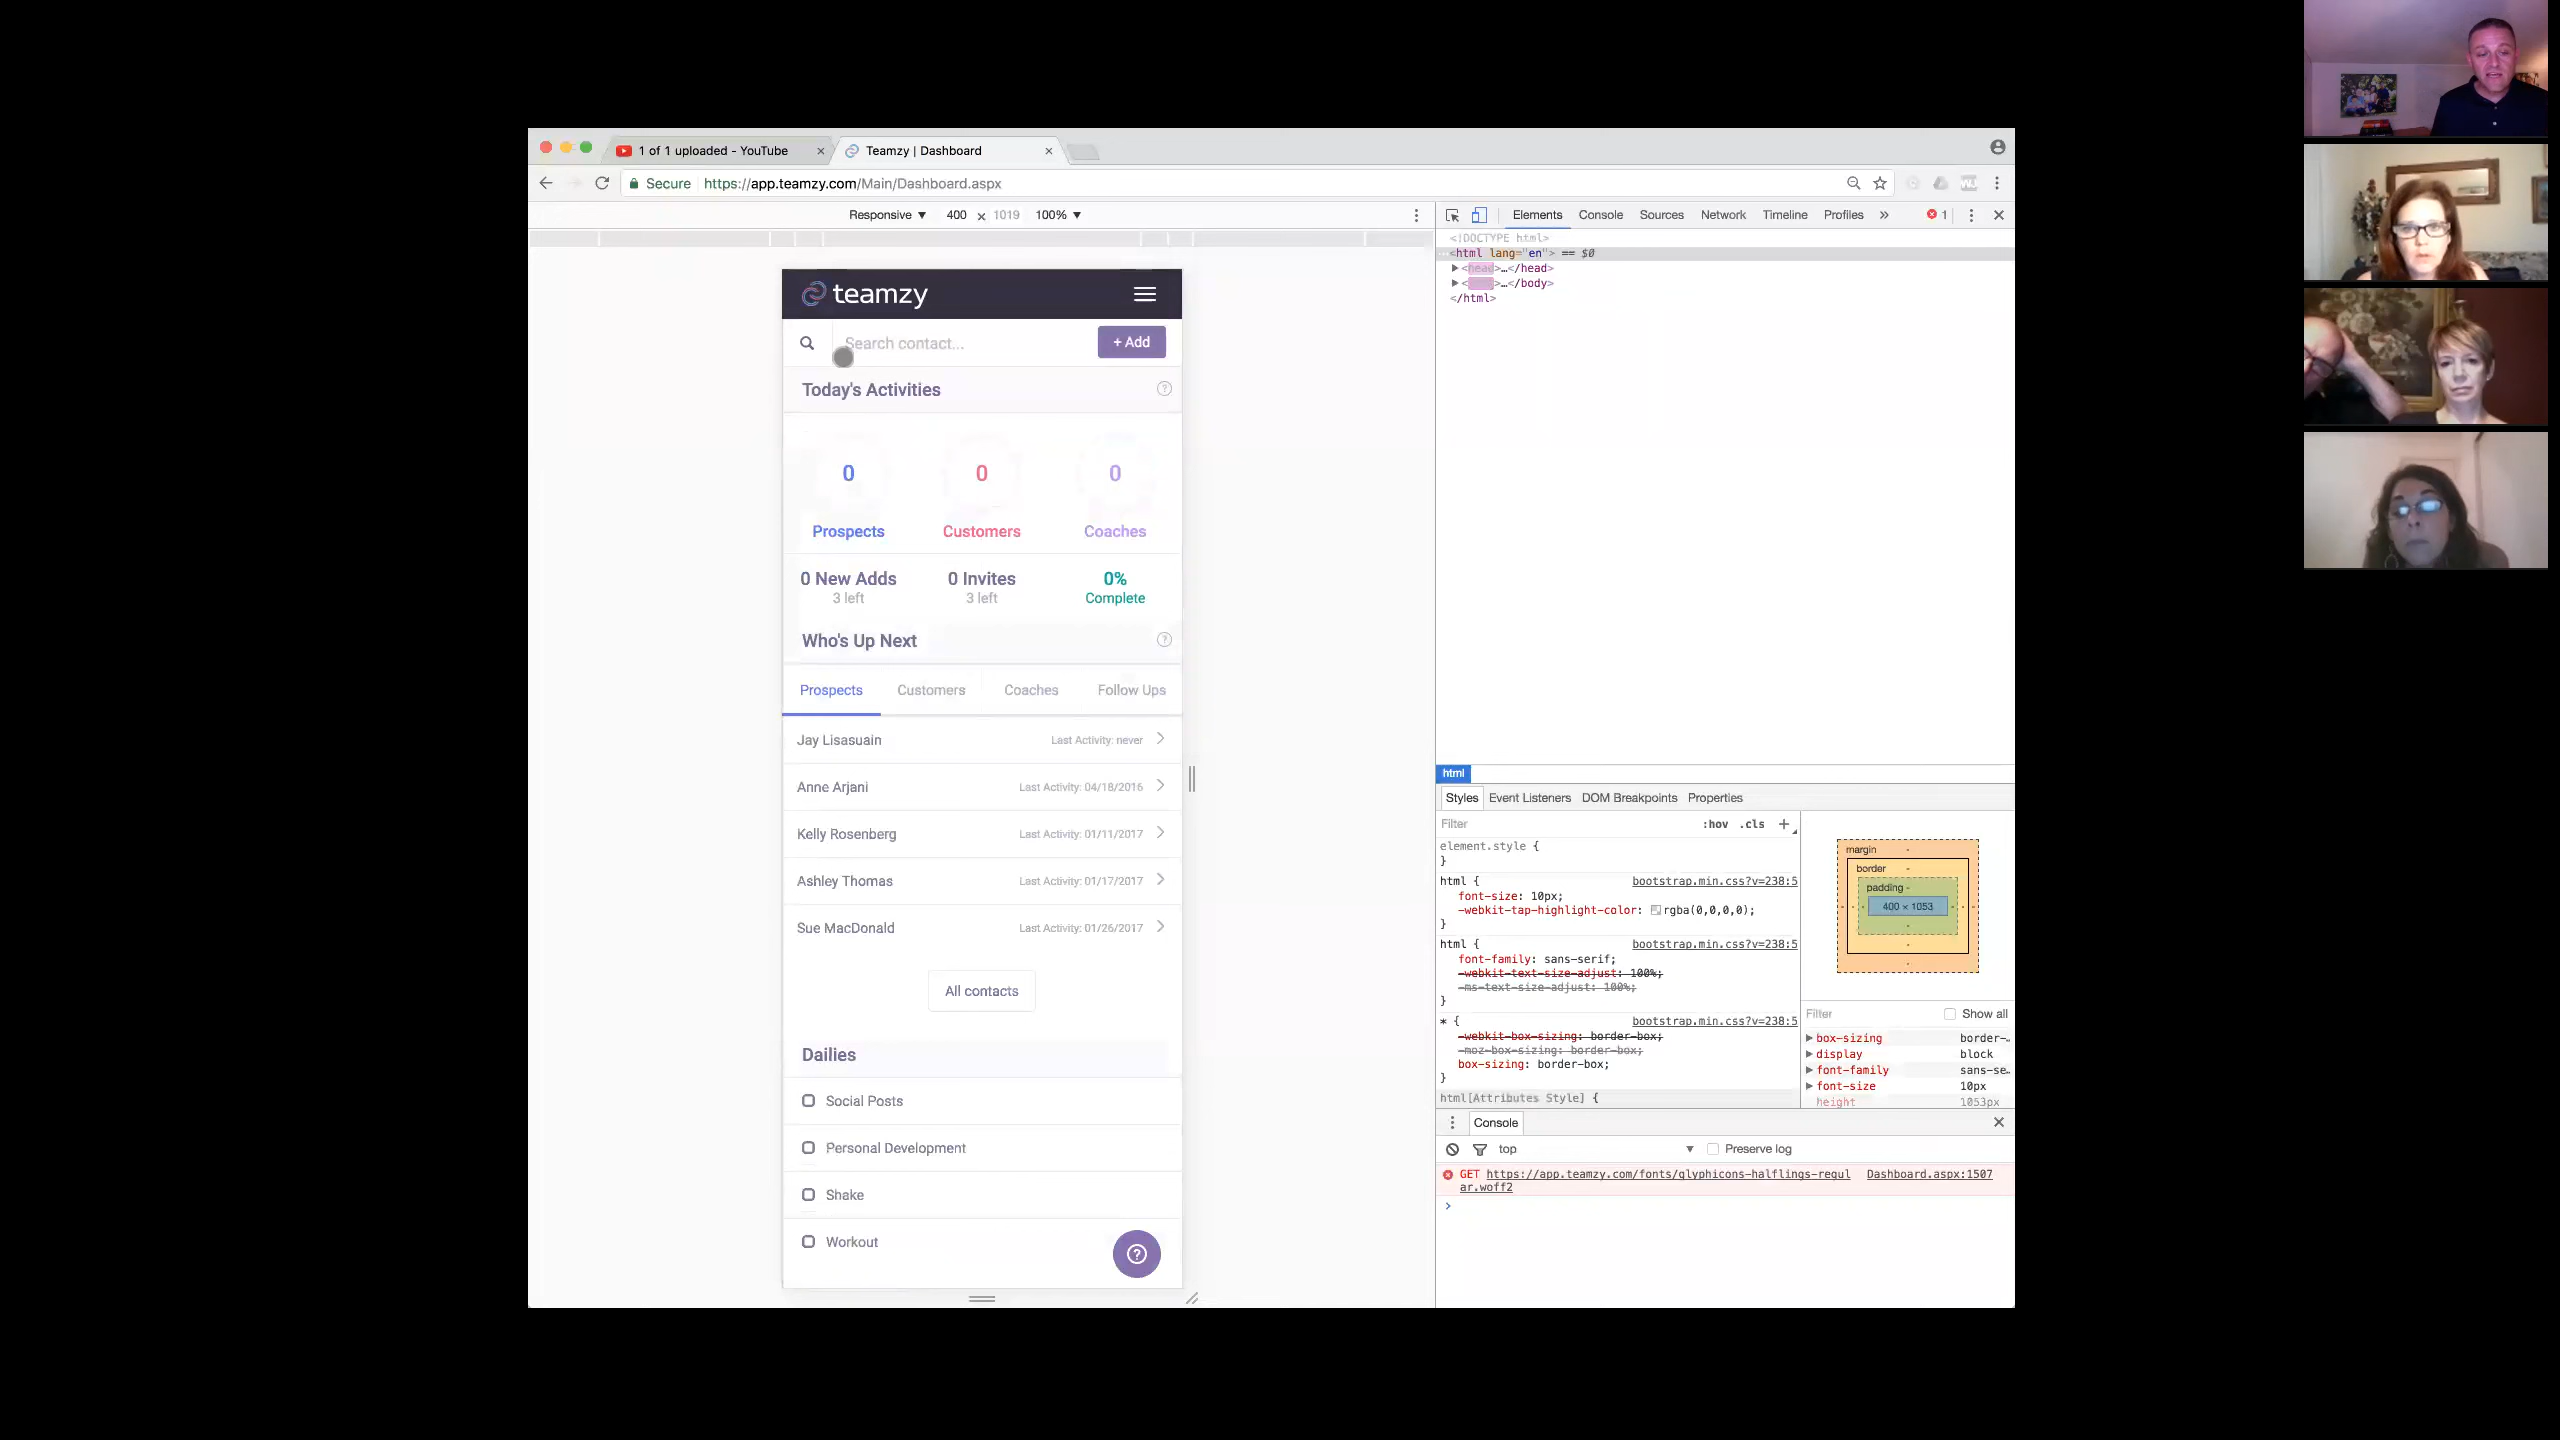 1 of 1 uploaded - YouTube
Teamzy | Dashboard
Secure https://app.teamzy.com/Main/Dashboard.aspx
Responsive 400 x 1019 100%
teamzy
Search contact...
+ Add
Today's Activities
0 0 0
Prospects Customers Coaches
0 New Adds 0 Invites 0%
3 left 3 left Complete
Who's Up Next
Prospects Customers Coaches Follow Ups
Jay Lisasuain Last Activity: never
Anne Arjani Last Activity: 04/18/2016
Kelly Rosenberg Last Activity: 01/11/2017
Ashley Thomas Last Activity: 01/17/2017
Sue MacDonald Last Activity: 01/26/2017
All contacts
Dailies
Social Posts
Personal Development
Shake
Workout
Elements Console Sources Network Timeline Profiles » 1
<!DOCTYPE html>
<html lang="en"> == $0
<head>…</head>
<…</body>
</html>
html
Styles Event Listeners DOM Breakpoints Properties
Filter :hov .cls +
element.style {
}
html { bootstrap.min.css?v=238:5
font-size: 10px;
-webkit-tap-highlight-color: rgba(0,0,0,0);
}
html { bootstrap.min.css?v=238:5
font-family: sans-serif;
-webkit-text-size-adjust: 100%;
-ms-text-size-adjust: 100%;
}
* { bootstrap.min.css?v=238:5
-webkit-box-sizing: border-box;
-moz-box-sizing: border-box;
box-sizing: border-box;
}
html[Attributes Style] {
margin -
border -
padding -
400 × 1053
Filter Show all
box-sizing border-…
display block
font-family sans-se…
font-size 10px
height 1053px
Console
top Preserve log
GET https://app.teamzy.com/fonts/glyphicons-halflings-regul Dashboard.aspx:1507
ar.woff2